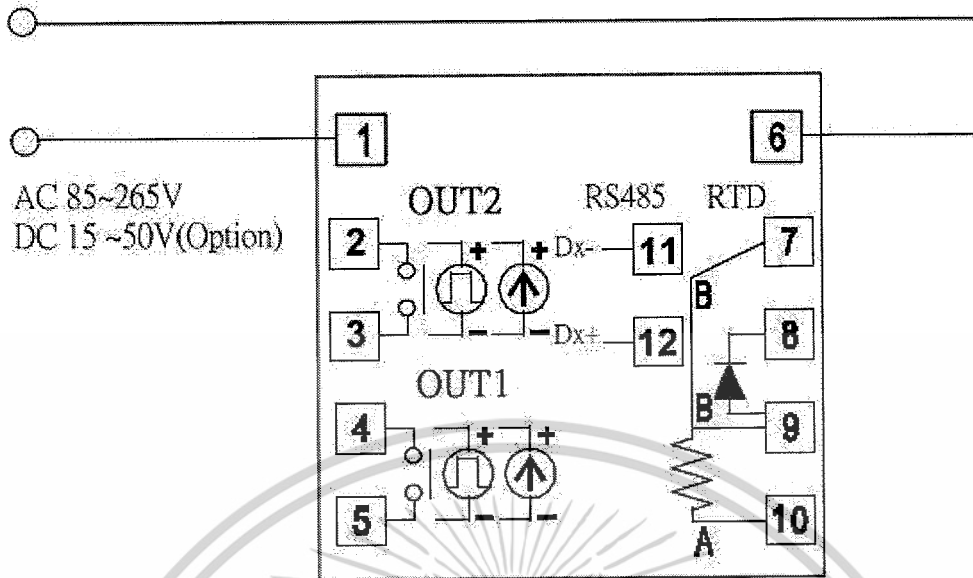 1 6
AC 85~265V
DC 15 ~50V(Option)
OUT2 RS485 RTD
2 + + Dx- 11 7
B
3 - - Dx+ 12 8
OUT1
B
4 + + 9
5 - - 10
A